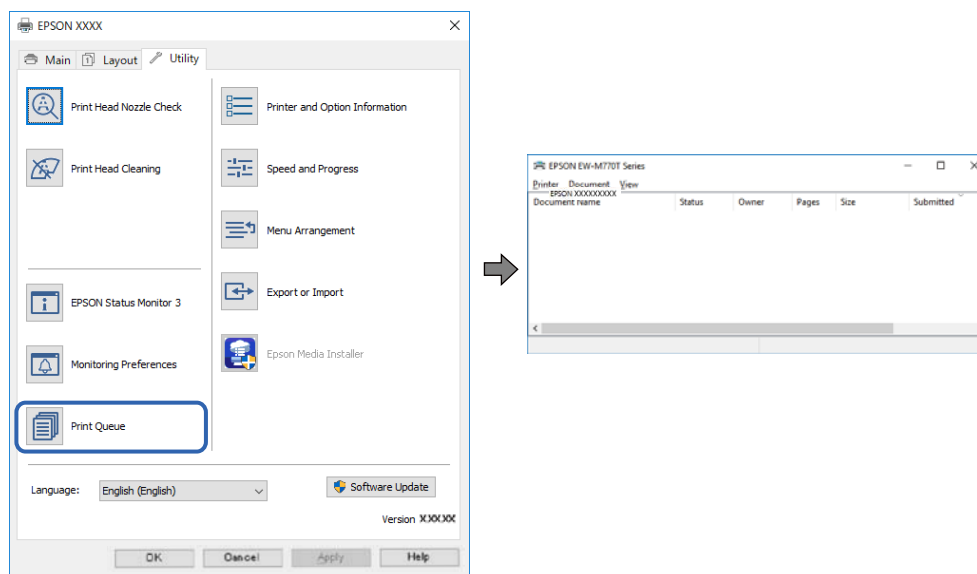 EPSON XXXX
Main
Layout
Utility
Print Head Nozzle Check
Print Head Cleaning
EPSON Status Monitor 3
Monitoring Preferences
Print Queue
Printer and Option Information
Speed and Progress
Menu Arrangement
Export or Import
Epson Media Installer
Language: English (English)
Software Update
Version X.XX.XX
OK Cancel Apply Help
EPSON EW-M770T Series
Printer Document View
EPSON XXXXXXXXX
Document Name Status Owner Pages Size Submitted